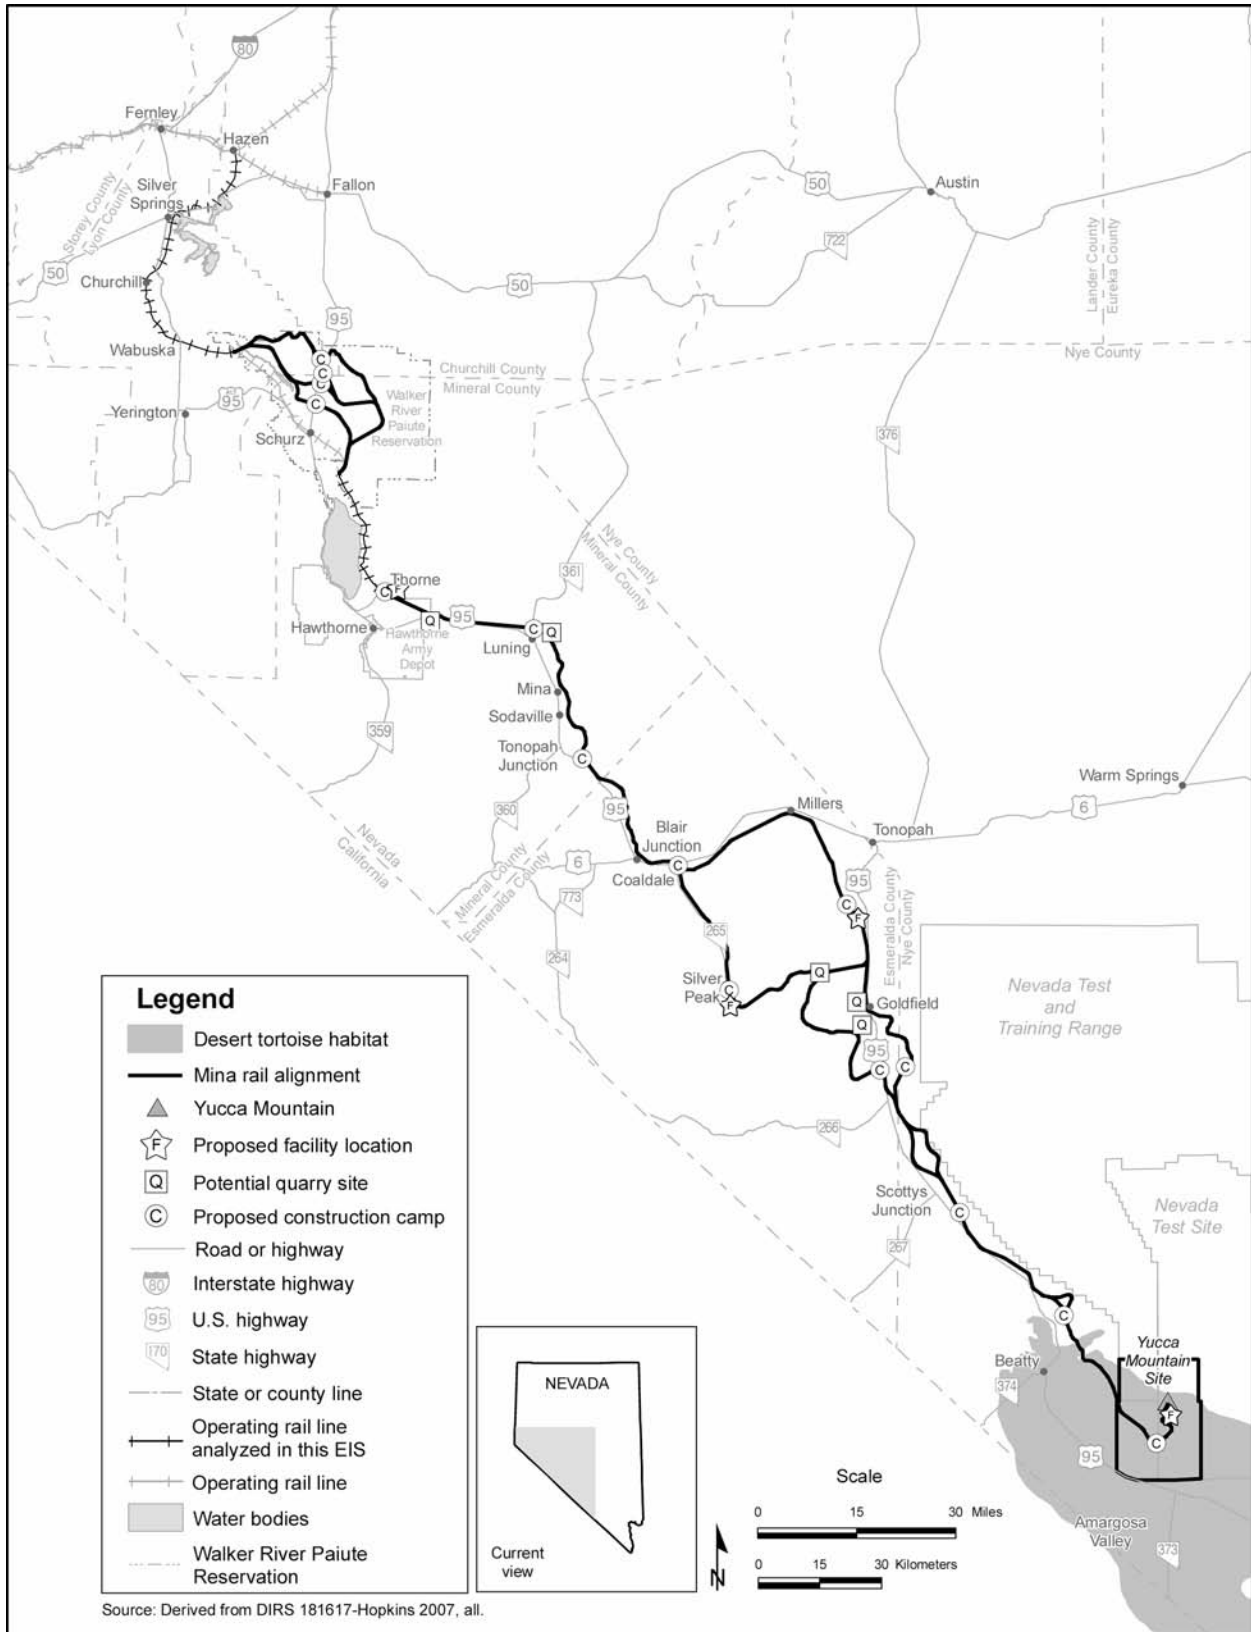 80
Fernley
Hazen
Silver
Springs
Fallon
Storey County
Lyon County
50
Austin
722
50
Churchill
50
Lander County
Eureka County
95
Wabuska
Nye County
C
C
C
Churchill County
Mineral County
C
Yerington
95
Schurz
Walker
River
Paiute
Reservation
376
Nye County
Mineral County
361
C
F
Thorne
Q
95
C
Q
Hawthorne
Hawthorne
Army
Depot
Luning
Mina
Sodaville
359
Tonopah
Junction
C
Warm Springs
6
360
95
Millers
Tonopah
Blair
Junction
Nevada
California
Mineral County
Esmeralda County
6
Coaldale
C
773
95
C
F
Esmeralda County
Nye County
264
265
Silver
Peak
C
F
Q
Q
Goldfield
Q
95
C
C
Nevada Test
and
Training Range
266
Scottys
Junction
C
267
Nevada
Test Site
C
Beatty
374
Yucca
Mountain
Site
F
C
95
Amargosa
Valley
373
Legend
Desert tortoise habitat
Mina rail alignment
Yucca Mountain
F Proposed facility location
Q Potential quarry site
C Proposed construction camp
Road or highway
80 Interstate highway
95 U.S. highway
170 State highway
State or county line
Operating rail line
analyzed in this EIS
Operating rail line
Water bodies
Walker River Paiute
Reservation
NEVADA
Current
view
Scale
0 15 30 Miles
0 15 30 Kilometers
N
Source: Derived from DIRS 181617-Hopkins 2007, all.